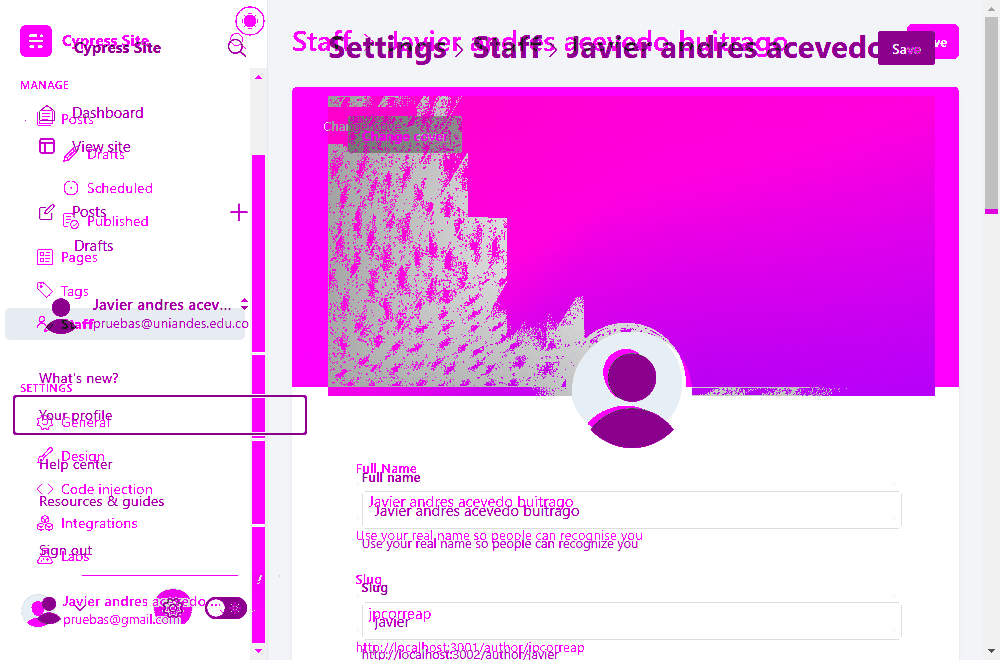 Cypress Site
Cypress Site
Staff › Javier andres acevedo buitrago
Settings › Staff › Javier andres acevedo
Save
Save
MANAGE
Dashboard
Posts
View site
Drafts
Scheduled
Posts
Published
Drafts
Pages
Tags
Javier andres acev...
pruebas@uniandes.edu.co
Staff
What's new?
SETTINGS
Your profile
General
Design
Help center
Code injection
Resources & guides
Integrations
Sign out
Labs
Javier andres acevedo ...
pruebas@gmail.com
Change cover
Full Name
Full name
Javier andres acevedo buitrago
Javier andres acevedo buitrago
Use your real name so people can recognise you
Use your real name so people can recognize you
Slug
Slug
jpcorreap
javier
http://localhost:3001/author/jpcorreap
http://localhost:3002/author/javier